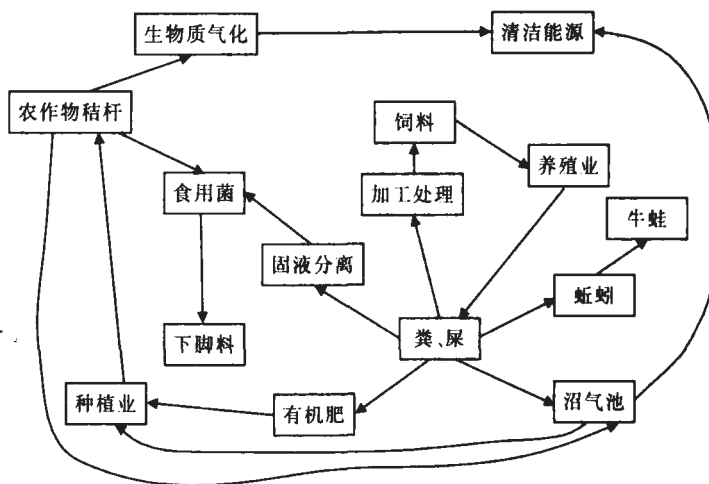 生物质气化
清洁能源
农作物秸杆
饲料
养殖业
食用菌
加工处理
牛蛙
固液分离
蚯蚓
下脚料
粪、屎
种植业
有机肥
沼气池